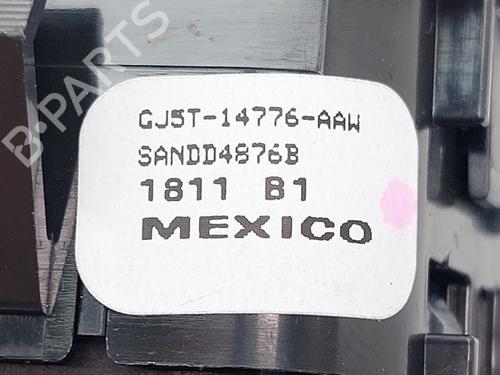 B-PARTS
GJ5T-14776-AAW
SANDD4876B
1811 B1
MEXICO